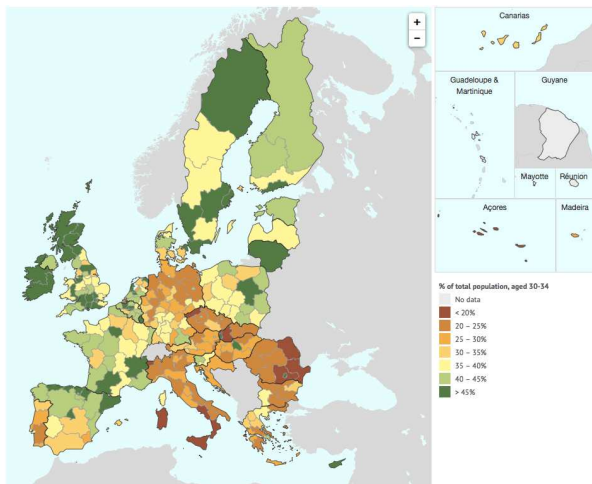 +
−
Canarias
Guadeloupe &
Martinique
Guyane
Mayotte
Réunion
Açores
Madeira
% of total population, aged 30-34
No data
< 20%
20 – 25%
25 – 30%
30 – 35%
35 – 40%
40 – 45%
> 45%